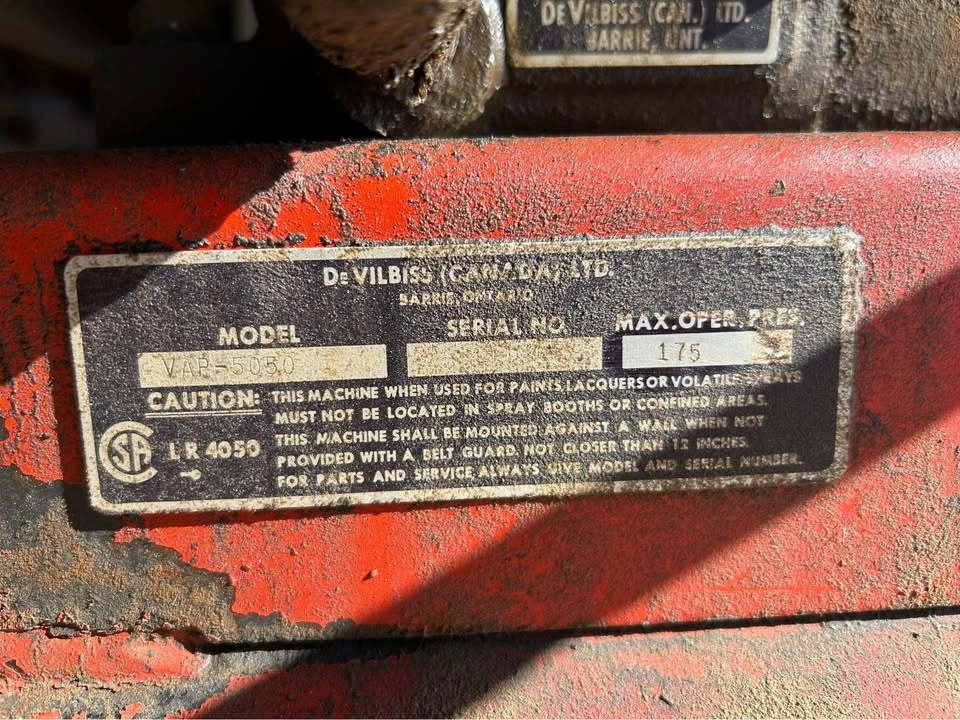 DEVILBISS (CAN.) LTD.
BARRIE, ONT.
DEVILBISS (CANADA) LTD.
BARRIE, ONTARIO
MODEL SERIAL NO. MAX. OPER. PRES.
VAP-5050 175
CAUTION: THIS MACHINE WHEN USED FOR PAINTS, LACQUERS OR VOLATILE SPRAYS
MUST NOT BE LOCATED IN SPRAY BOOTHS OR CONFINED AREAS.
THIS MACHINE SHALL BE MOUNTED AGAINST A WALL WHEN NOT
PROVIDED WITH A BELT GUARD. NOT CLOSER THAN 12 INCHES.
FOR PARTS AND SERVICE ALWAYS GIVE MODEL AND SERIAL NUMBER.
SA LR 4050